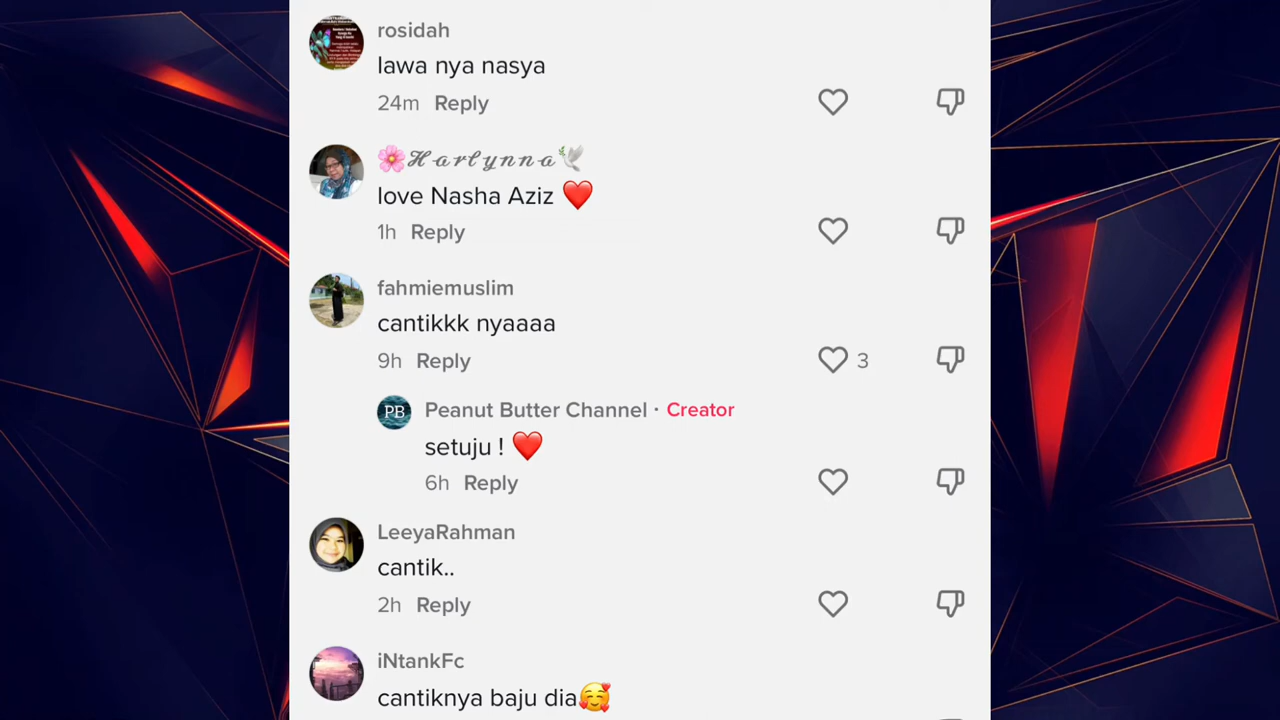 rosidah
lawa nya nasya
24m Reply
🌸𝓗𝓪𝓻𝓵𝔂𝓷𝓷𝓪🕊
love Nasha Aziz ❤️
1h Reply
fahmiemuslim
cantikkk nyaaaa
9h Reply
3
PB
Peanut Butter Channel · Creator
setuju ! ❤️
6h Reply
LeeyaRahman
cantik..
2h Reply
iNtankFc
cantiknya baju dia🥰